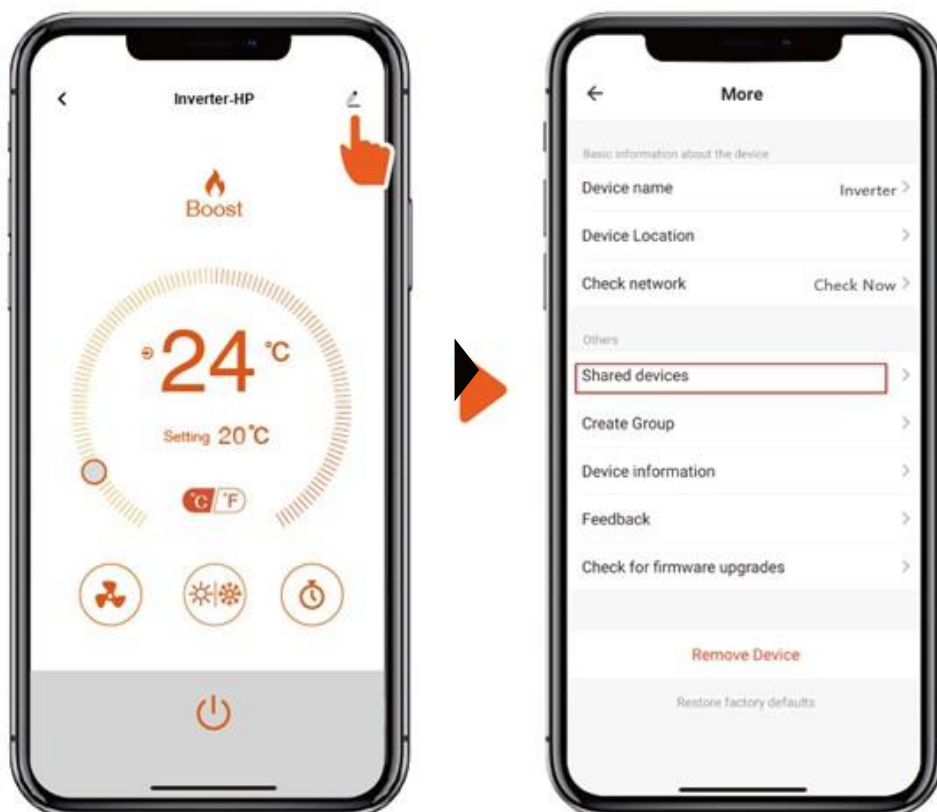 Inverter-HP
Boost
24 °C
Setting 20°C
°C °F
More
Basic information about the device
Device name Inverter
Device Location
Check network Check Now
Others
Shared devices
Create Group
Device information
Feedback
Check for firmware upgrades
Remove Device
Restore factory defaults